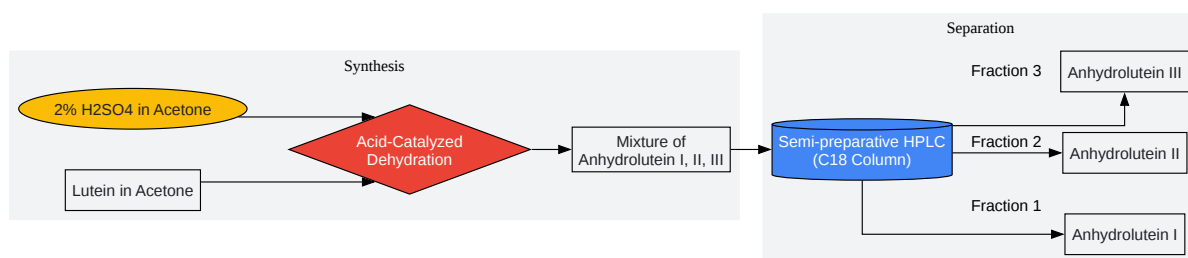 Synthesis
2% H2SO4 in Acetone
Lutein in Acetone
Acid-Catalyzed
Dehydration
Mixture of
Anhydrolutein I, II, III
Separation
Semi-preparative HPLC
(C18 Column)
Fraction 3
Anhydrolutein III
Fraction 2
Anhydrolutein II
Fraction 1
Anhydrolutein I